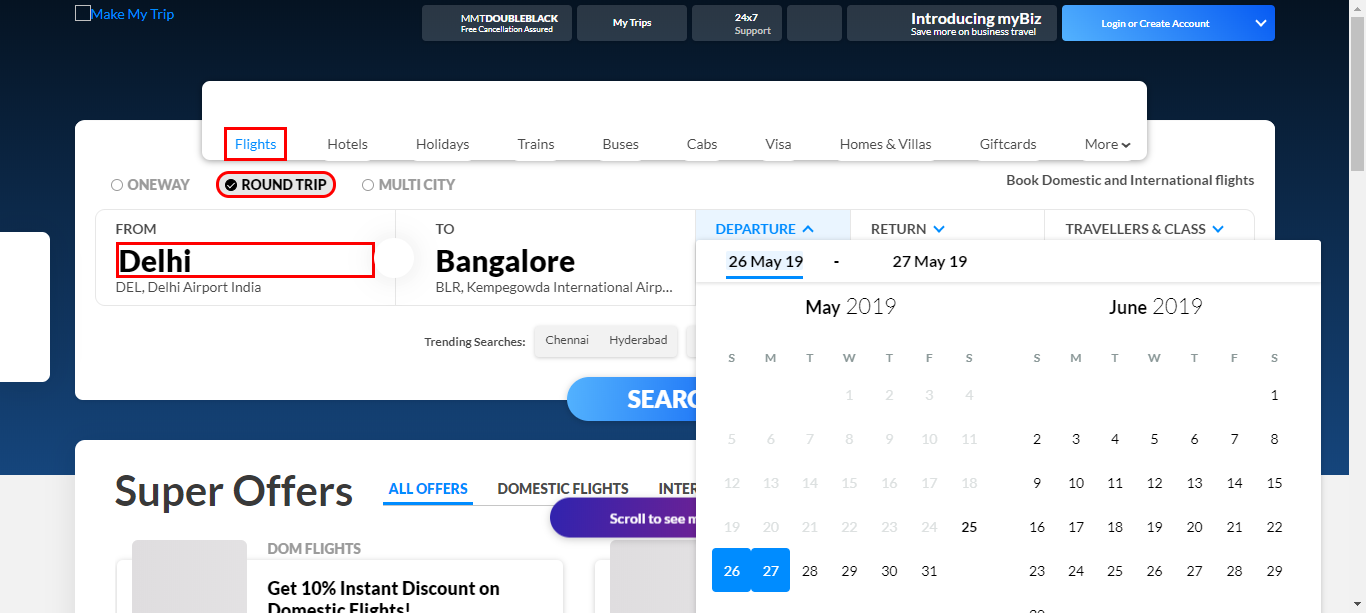 Make My Trip
MMTDOUBLEBLACK
Free Cancellation Assured
My Trips
24x7
Support
Introducing myBiz
Save more on business travel
Login or Create Account
Flights Hotels Holidays Trains Buses Cabs Visa Homes & Villas Giftcards More
ONEWAY ROUND TRIP MULTI CITY
Book Domestic and International flights
FROM
Delhi
DEL, Delhi Airport India
TO
Bangalore
BLR, Kempegowda International Airp...
DEPARTURE RETURN TRAVELLERS & CLASS
26 May 19 - 27 May 19
May 2019
S M T W T F S
1 2 3 4
5 6 7 8 9 10 11
12 13 14 15 16 17 18
19 20 21 22 23 24 25
26 27 28 29 30 31
June 2019
S M T W T F S
1
2 3 4 5 6 7 8
9 10 11 12 13 14 15
16 17 18 19 20 21 22
23 24 25 26 27 28 29
Trending Searches: Chennai Hyderabad
SEARC
Super Offers
ALL OFFERS DOMESTIC FLIGHTS INTER
Scroll to see m
DOM FLIGHTS
Get 10% Instant Discount on
Domestic Flights!